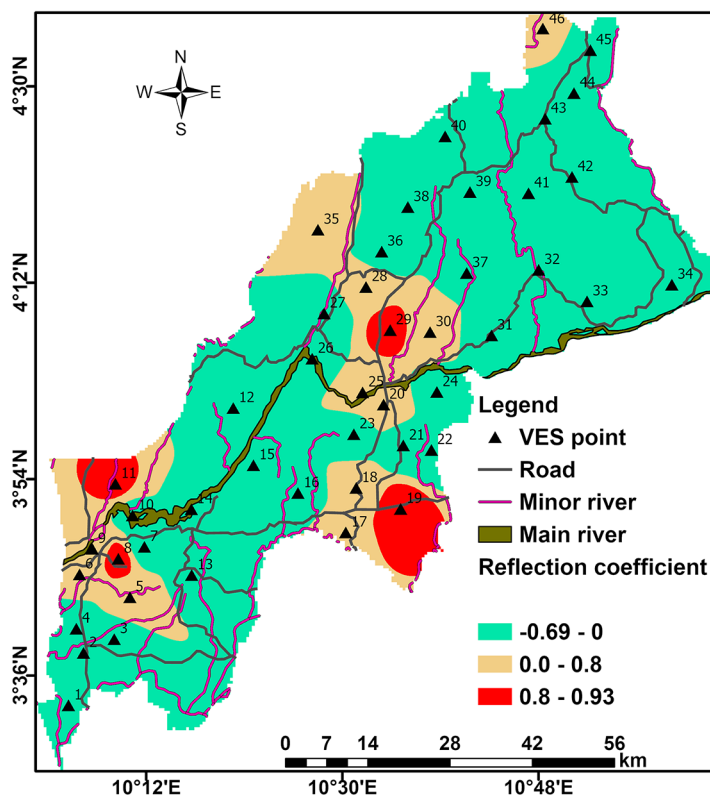 46
45
N
W E
S
4°30'N
44
43
40
42
39
41
38
35
36
37
32
4°12'N
28
34
33
27
29
30
31
26
25
24
20
12
Legend
23
21
22
VES point
15
Road
3°54'N
11
18
16
Minor river
10
14
19
Main river
17
9
7
8
Reflection coefficient
6
13
5
4
-0.69 - 0
3
2
0.0 - 0.8
3°36'N
0.8 - 0.93
1
0 7 14 28 42 56
km
10°12'E 10°30'E 10°48'E